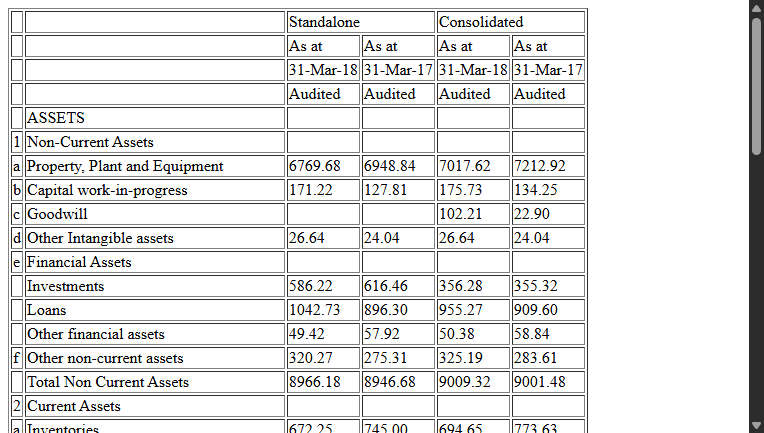 Standalone Consolidated
As at As at As at As at
31-Mar-18 31-Mar-17 31-Mar-18 31-Mar-17
Audited Audited Audited Audited
ASSETS
1 Non-Current Assets
a Property, Plant and Equipment 6769.68 6948.84 7017.62 7212.92
b Capital work-in-progress 171.22 127.81 175.73 134.25
c Goodwill 102.21 22.90
d Other Intangible assets 26.64 24.04 26.64 24.04
e Financial Assets
Investments 586.22 616.46 356.28 355.32
Loans 1042.73 896.30 955.27 909.60
Other financial assets 49.42 57.92 50.38 58.84
f Other non-current assets 320.27 275.31 325.19 283.61
Total Non Current Assets 8966.18 8946.68 9009.32 9001.48
2 Current Assets
a Inventories 672.25 745.00 694.65 773.63